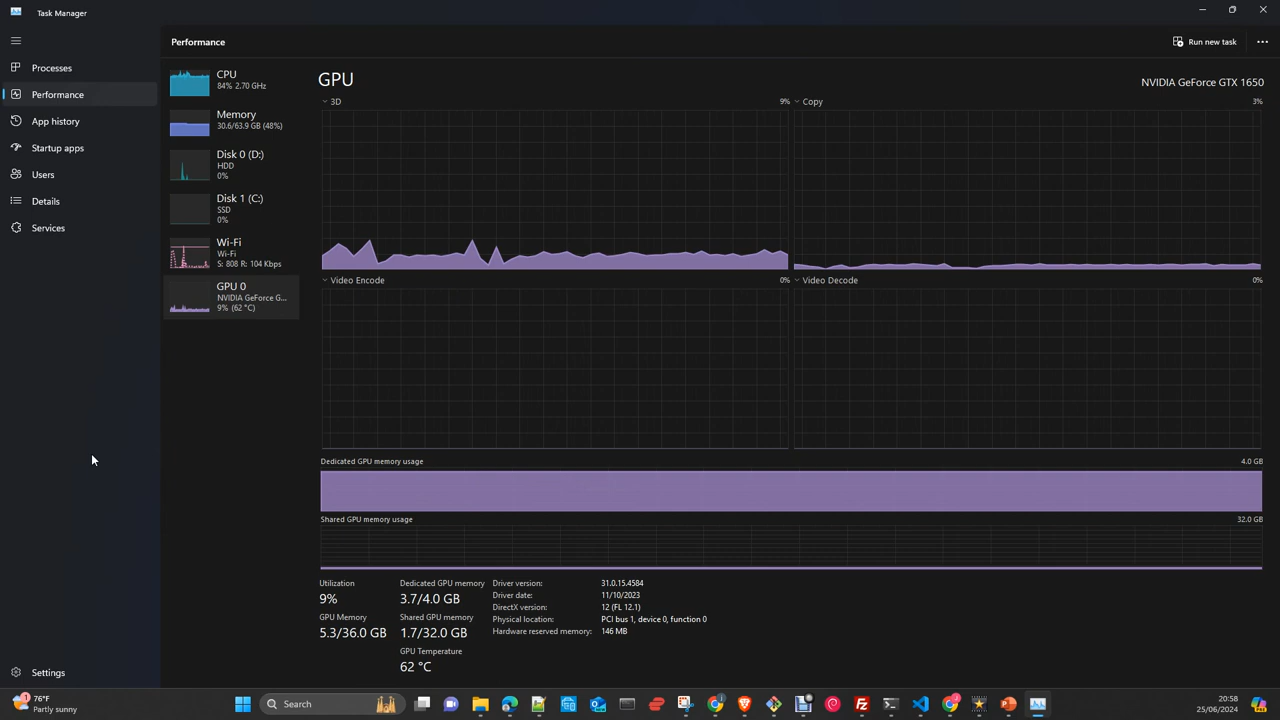 Task Manager
Processes
Performance
App history
Startup apps
Users
Details
Services
Settings
Performance
Run new task
CPU
84% 2.70 GHz
Memory
30.6/63.9 GB (48%)
Disk 0 (D:)
HDD
0%
Disk 1 (C:)
SSD
0%
Wi-Fi
Wi-Fi
S: 808 R: 104 Kbps
GPU 0
NVIDIA GeForce G...
9% (62 °C)
GPU
NVIDIA GeForce GTX 1650
3D 9%
Copy 3%
Video Encode 0%
Video Decode 0%
Dedicated GPU memory usage 4.0 GB
Shared GPU memory usage 32.0 GB
Utilization
9%
GPU Memory
5.3/36.0 GB
Dedicated GPU memory
3.7/4.0 GB
Shared GPU memory
1.7/32.0 GB
GPU Temperature
62 °C
Driver version: 31.0.15.4584
Driver date: 11/10/2023
DirectX version: 12 (FL 12.1)
Physical location: PCI bus 1, device 0, function 0
Hardware reserved memory: 146 MB
1
76°F
Partly sunny
Search
20:58
25/06/2024